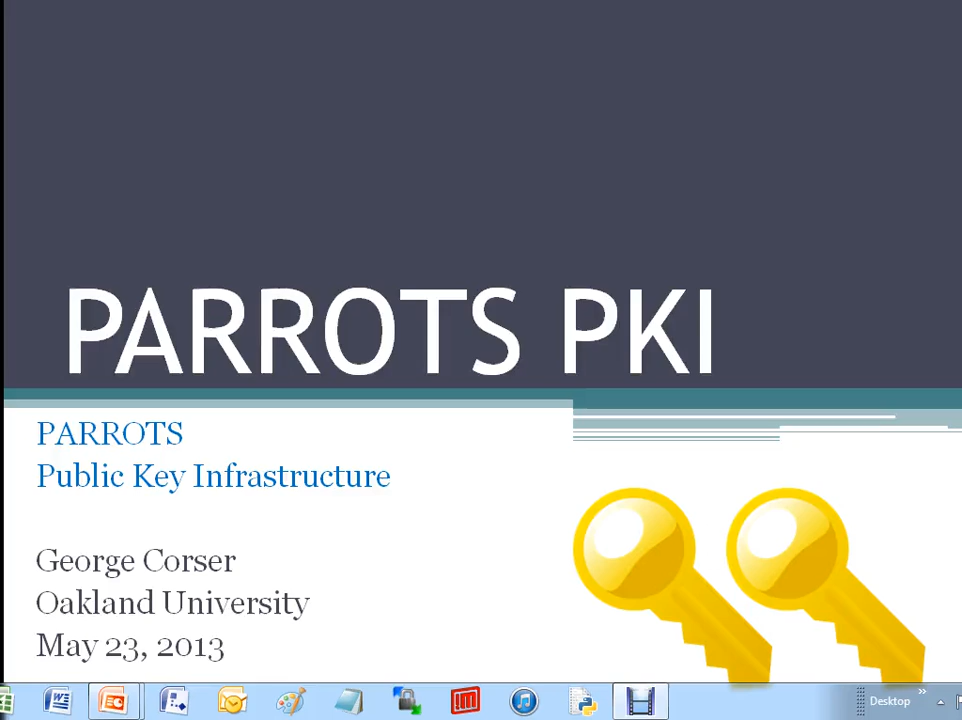 PARROTS PKI
PARROTS
Public Key Infrastructure
George Corser
Oakland University
May 23, 2013
Desktop